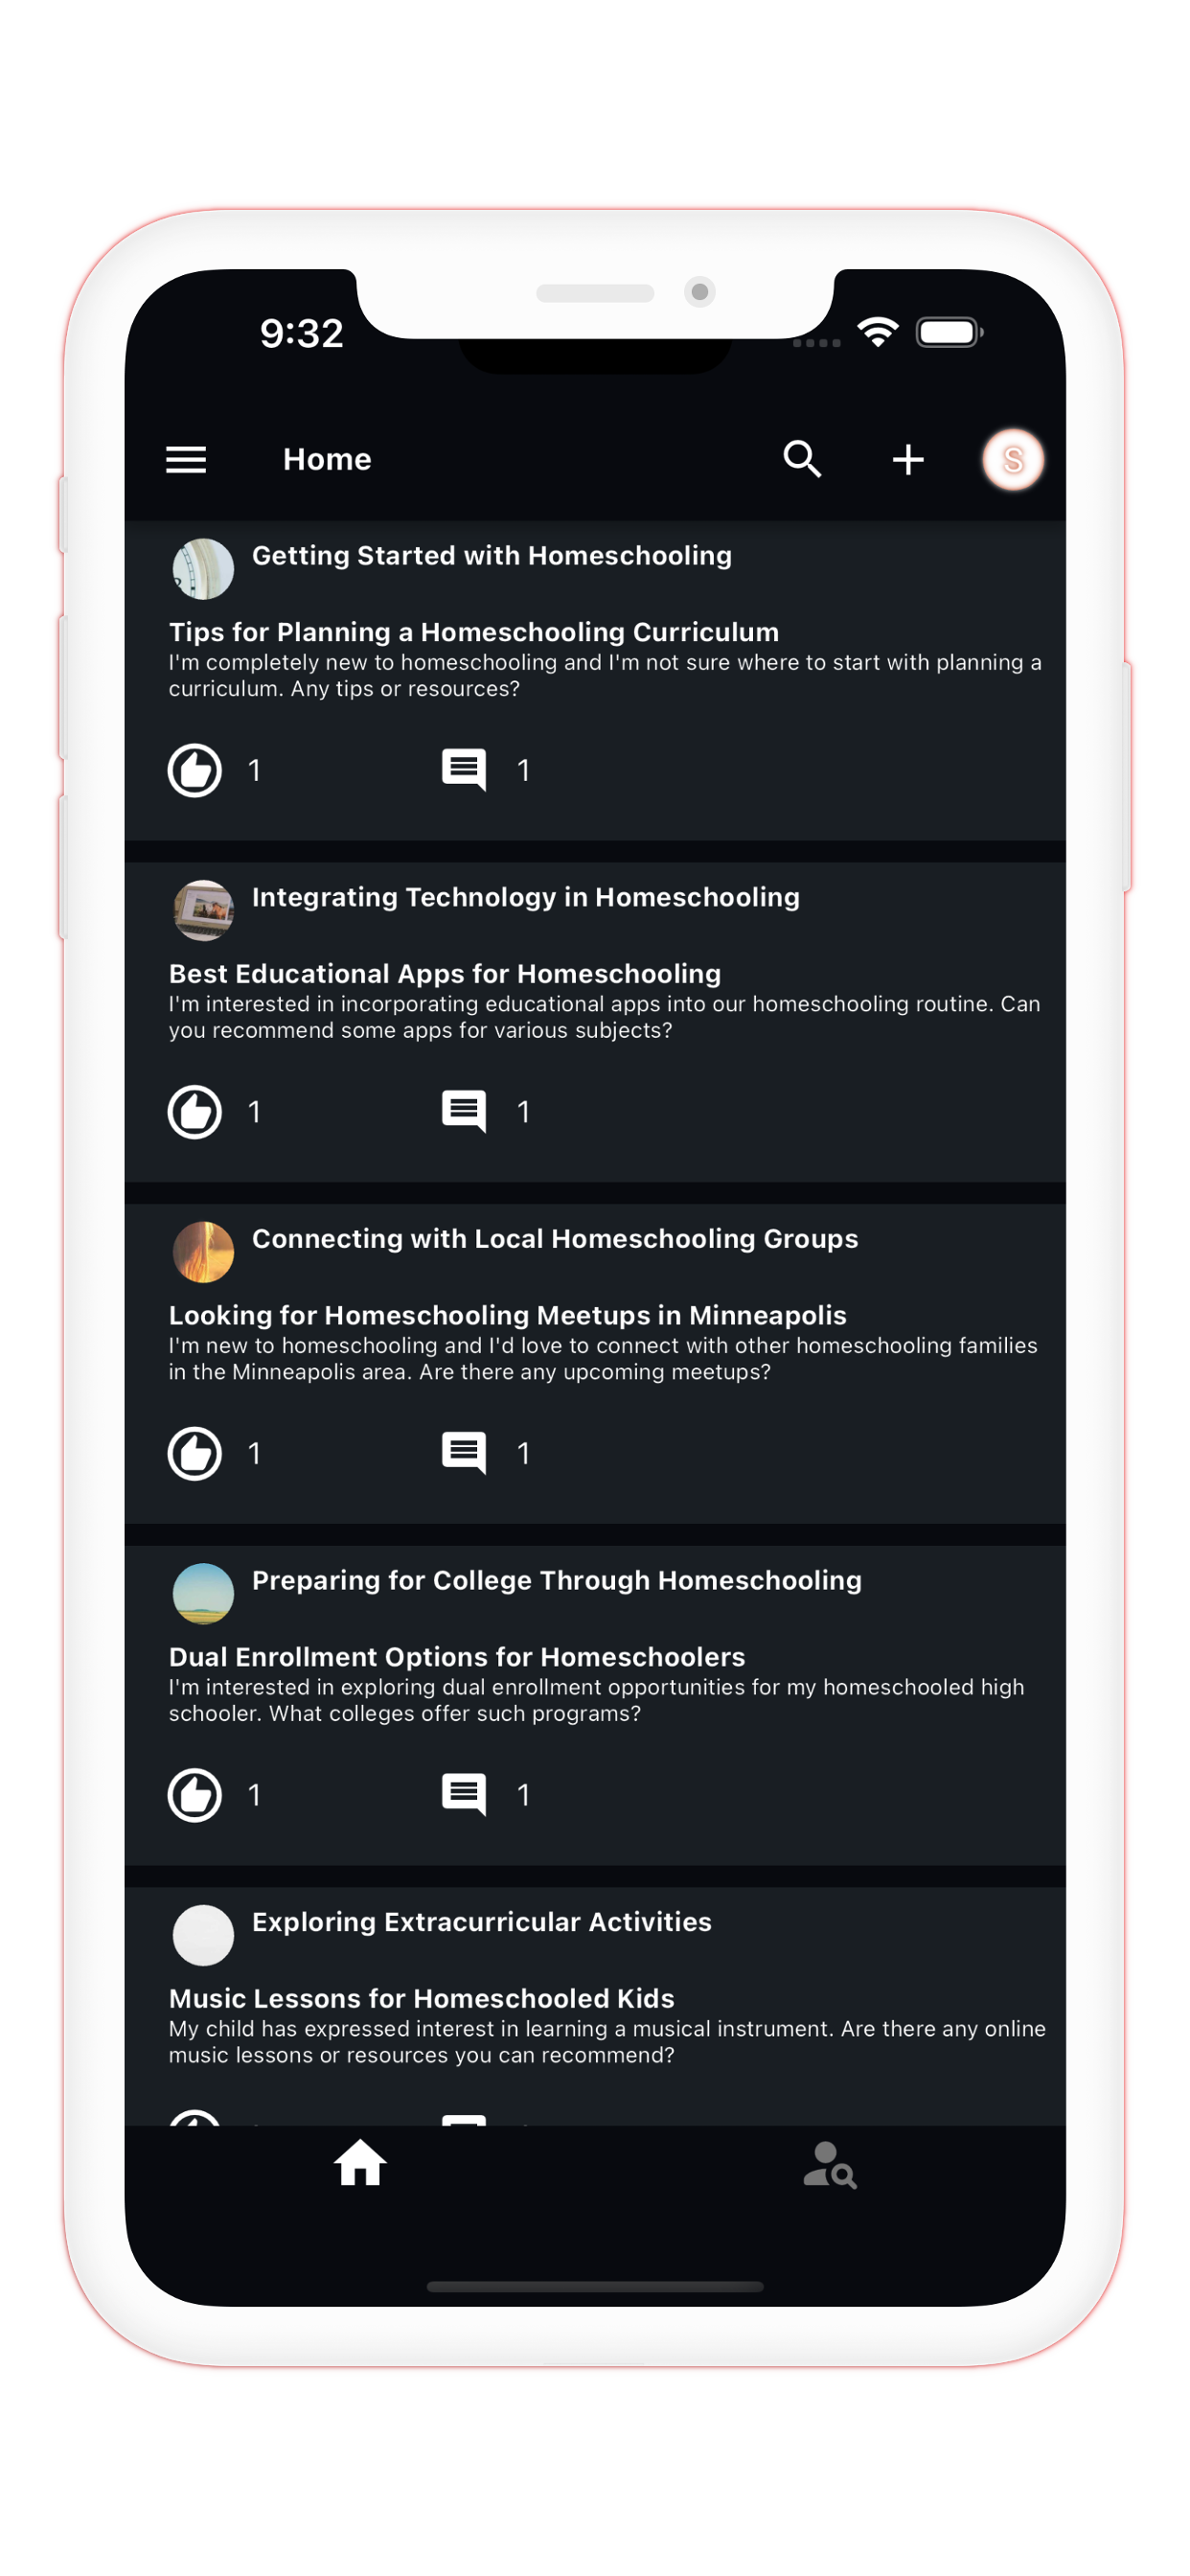 9:32
Home
S
Getting Started with Homeschooling
Tips for Planning a Homeschooling Curriculum
I'm completely new to homeschooling and I'm not sure where to start with planning a
curriculum. Any tips or resources?
1 1
Integrating Technology in Homeschooling
Best Educational Apps for Homeschooling
I'm interested in incorporating educational apps into our homeschooling routine. Can
you recommend some apps for various subjects?
1 1
Connecting with Local Homeschooling Groups
Looking for Homeschooling Meetups in Minneapolis
I'm new to homeschooling and I'd love to connect with other homeschooling families
in the Minneapolis area. Are there any upcoming meetups?
1 1
Preparing for College Through Homeschooling
Dual Enrollment Options for Homeschoolers
I'm interested in exploring dual enrollment opportunities for my homeschooled high
schooler. What colleges offer such programs?
1 1
Exploring Extracurricular Activities
Music Lessons for Homeschooled Kids
My child has expressed interest in learning a musical instrument. Are there any online
music lessons or resources you can recommend?